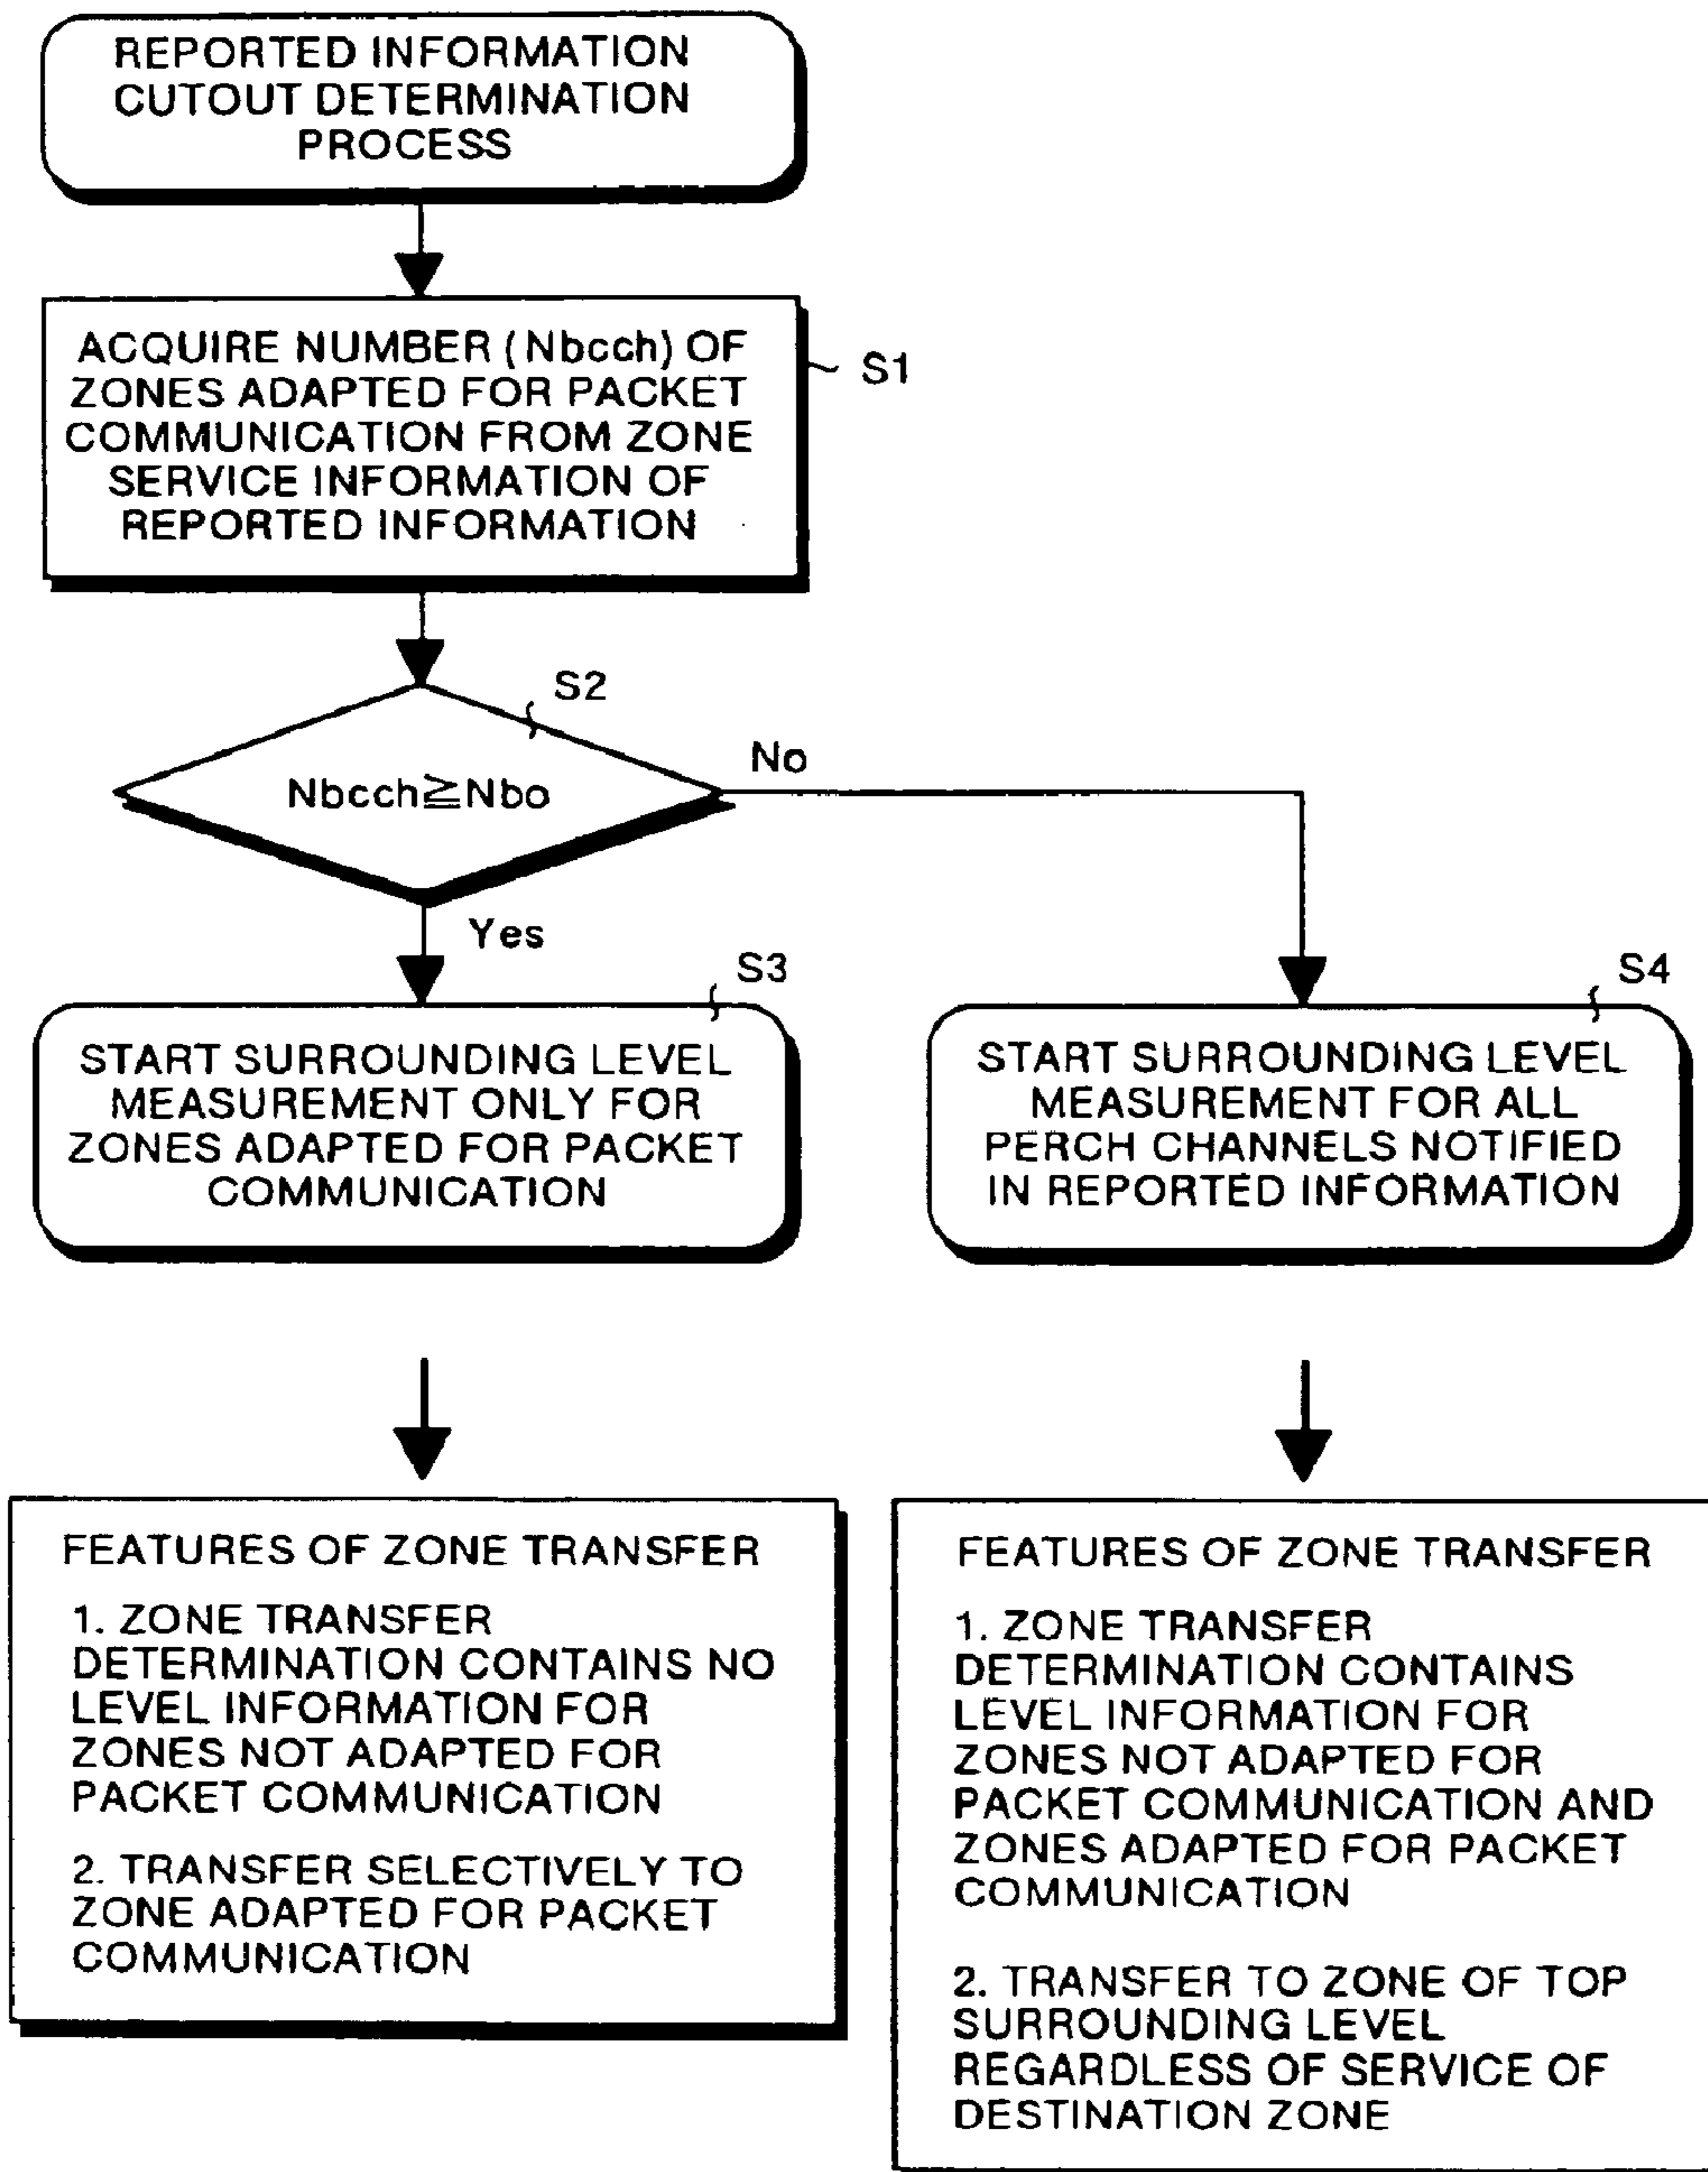 REPORTED INFORMATION
CUTOUT DETERMINATION
PROCESS
ACQUIRE NUMBER (Nbcch) OF
ZONES ADAPTED FOR PACKET
COMMUNICATION FROM ZONE
SERVICE INFORMATION OF
REPORTED INFORMATION
S1
S2
Nbcch≧Nbo
No
Yes
S3
START SURROUNDING LEVEL
MEASUREMENT ONLY FOR
ZONES ADAPTED FOR PACKET
COMMUNICATION
S4
START SURROUNDING LEVEL
MEASUREMENT FOR ALL
PERCH CHANNELS NOTIFIED
IN REPORTED INFORMATION
FEATURES OF ZONE TRANSFER
1. ZONE TRANSFER
DETERMINATION CONTAINS NO
LEVEL INFORMATION FOR
ZONES NOT ADAPTED FOR
PACKET COMMUNICATION
2. TRANSFER SELECTIVELY TO
ZONE ADAPTED FOR PACKET
COMMUNICATION
FEATURES OF ZONE TRANSFER
1. ZONE TRANSFER
DETERMINATION CONTAINS
LEVEL INFORMATION FOR
ZONES NOT ADAPTED FOR
PACKET COMMUNICATION AND
ZONES ADAPTED FOR PACKET
COMMUNICATION
2. TRANSFER TO ZONE OF TOP
SURROUNDING LEVEL
REGARDLESS OF SERVICE OF
DESTINATION ZONE